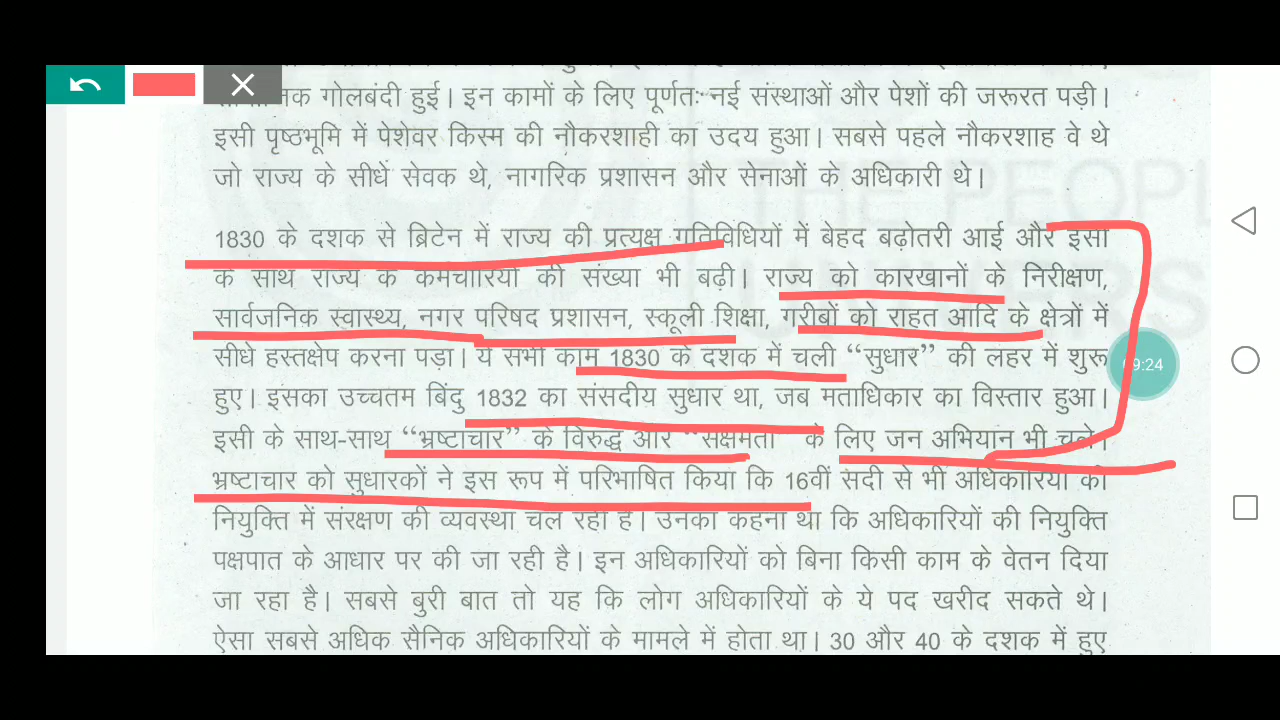 गोलबंदी हुई। इन कामों के लिए पूर्णतः नई संस्थाओं और पेशों की जरूरत पड़ी।
इसी पृष्ठभूमि में पेशेवर किस्म की नौकरशाही का उदय हुआ। सबसे पहले नौकरशाह वे थे
जो राज्य के सीधें सेवक थे, नागरिक प्रशासन और सेनाओं के अधिकारी थे।
THE PEOPL
1830 के दशक से ब्रिटेन में राज्य की प्रत्यक्ष गतिविधियों में बेहद बढ़ोतरी आई और इसी
के साथ राज्य के कर्मचारियों की संख्या भी बढ़ी। राज्य को कारखानों के निरीक्षण,
सार्वजनिक स्वास्थ्य, नगर परिषद प्रशासन, स्कूली शिक्षा, गरीबों को राहत आदि के क्षेत्रों में
सीधे हस्तक्षेप करना पड़ा। ये सभी काम 1830 के दशक में चली “सुधार” की लहर में शुरू
09:24
हुए। इसका उच्चतम बिंदु 1832 का संसदीय सुधार था, जब मताधिकार का विस्तार हुआ।
इसी के साथ-साथ “भ्रष्टाचार” के विरुद्ध और “सक्षमता” के लिए जन अभियान भी चले।
भ्रष्टाचार को सुधारकों ने इस रूप में परिभाषित किया कि 16वीं सदी से भी अधिकारियों की
नियुक्ति में संरक्षण की व्यवस्था चल रही है। उनका कहना था कि अधिकारियों की नियुक्ति
पक्षपात के आधार पर की जा रही है। इन अधिकारियों को बिना किसी काम के वेतन दिया
जा रहा है। सबसे बुरी बात तो यह कि लोग अधिकारियों के ये पद खरीद सकते थे।
ऐसा सबसे अधिक सैनिक अधिकारियों के मामले में होता था। 30 और 40 के दशक में हुए